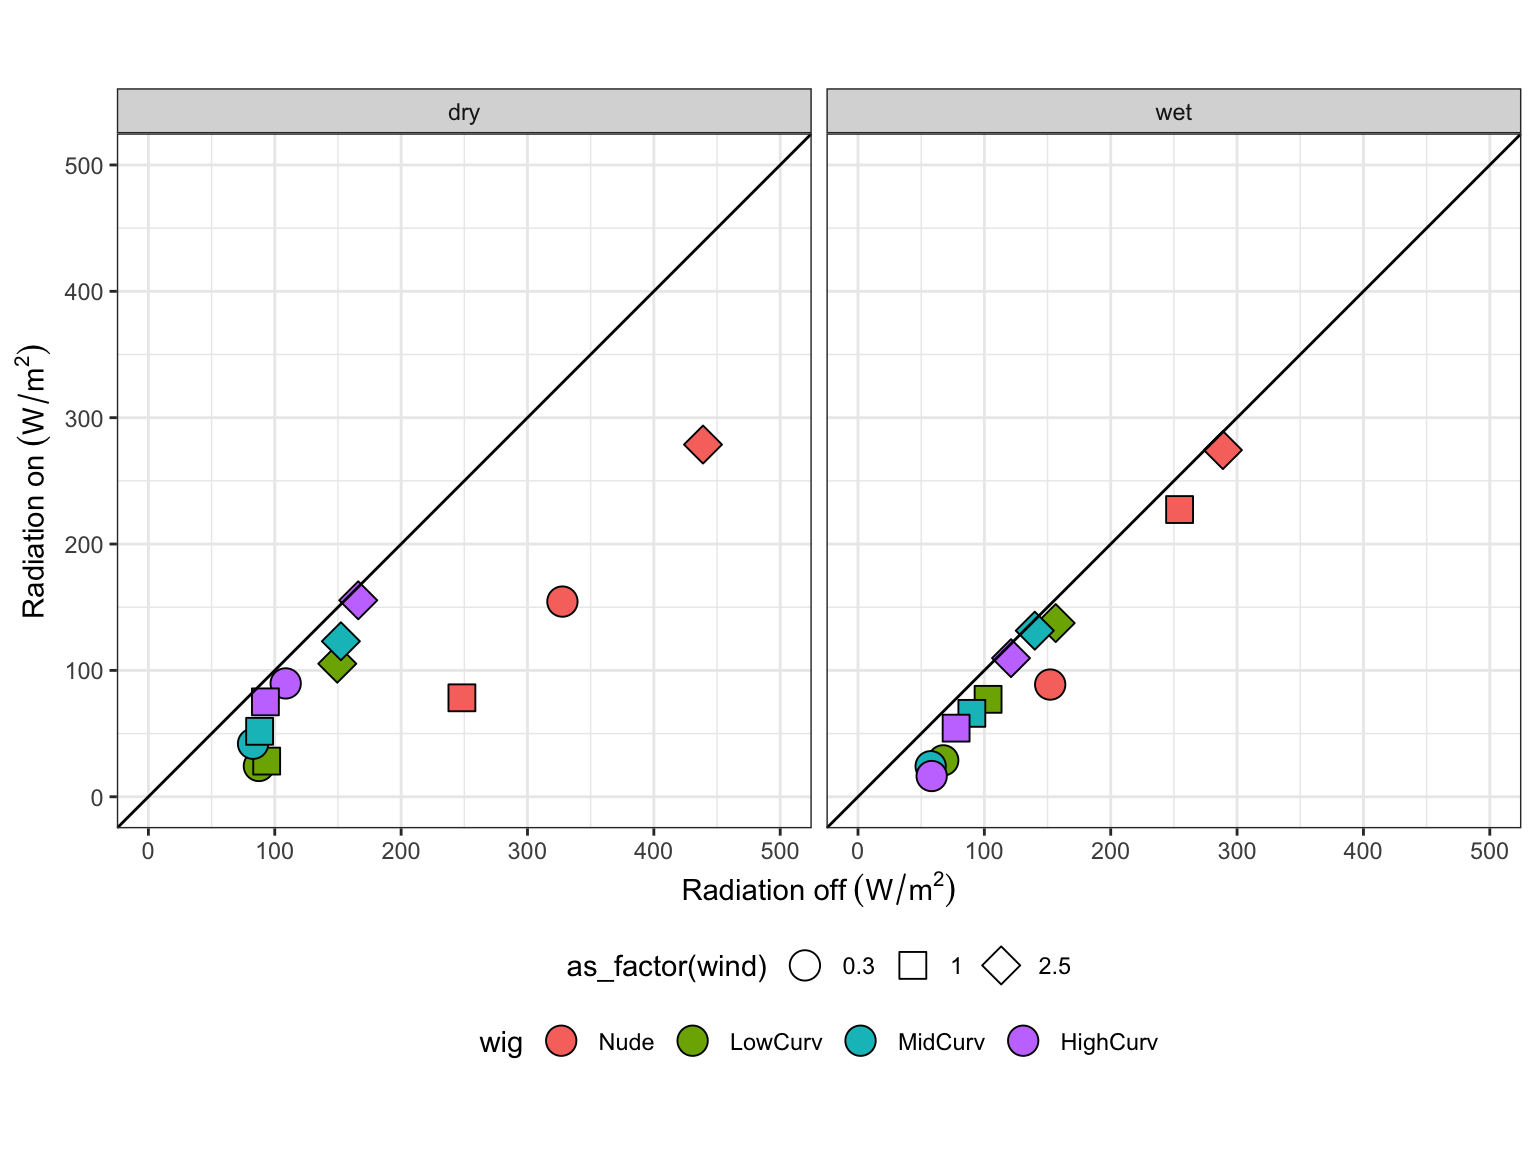 dry wet
500
400
300
200
100
0
0 100 200 300 400 500 0 100 200 300 400 500
Radiation on (W/m²)
Radiation off (W/m²)
as_factor(wind) 0.3 1 2.5
wig Nude LowCurv MidCurv HighCurv